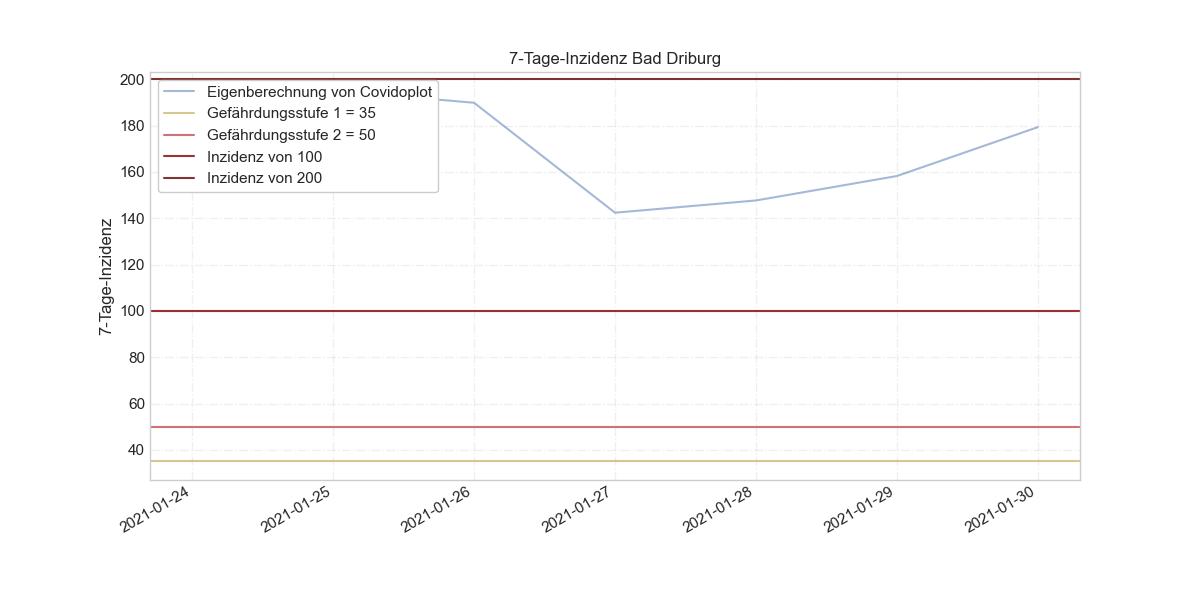 7-Tage-Inzidenz Bad Driburg
7-Tage-Inzidenz
200
180
160
140
120
100
80
60
40
Eigenberechnung von Covidoplot
Gefährdungsstufe 1 = 35
Gefährdungsstufe 2 = 50
Inzidenz von 100
Inzidenz von 200
2021-01-24
2021-01-25
2021-01-26
2021-01-27
2021-01-28
2021-01-29
2021-01-30